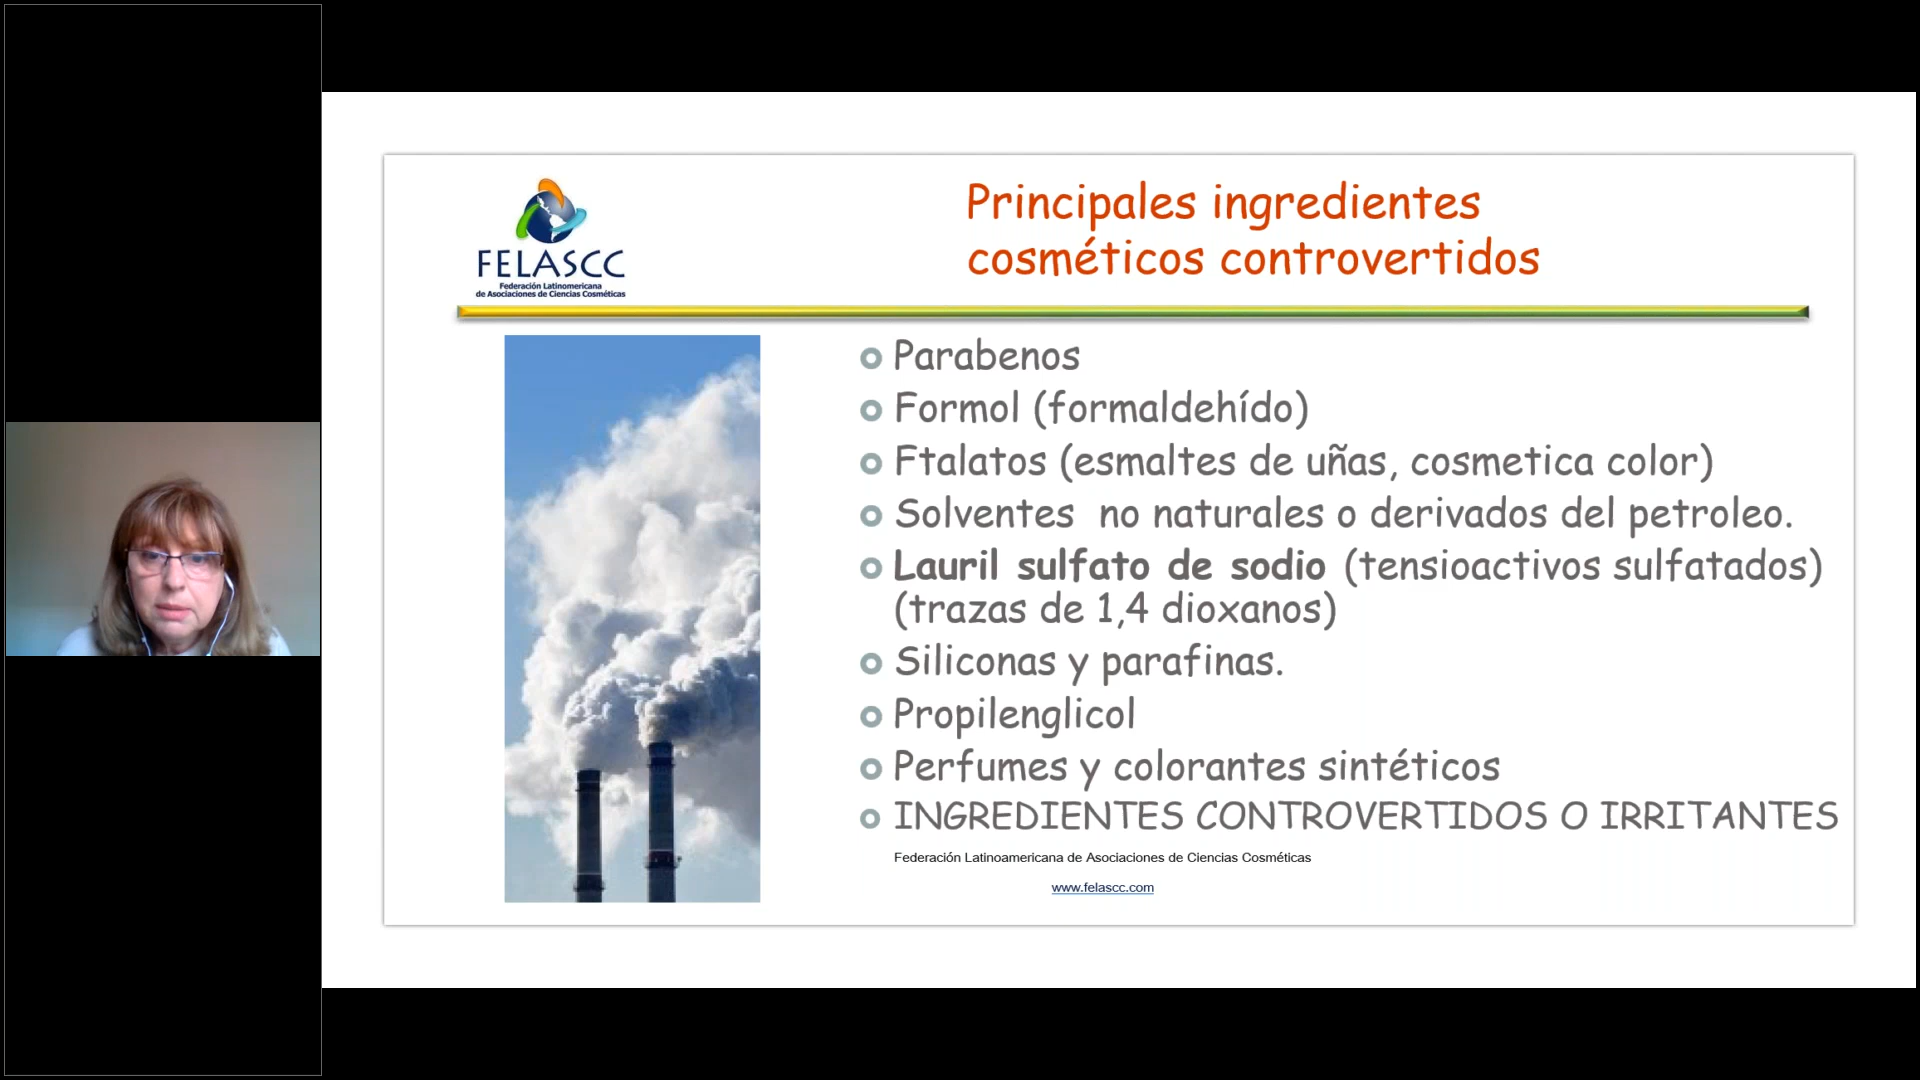 FELASCC
Federación Latinomericana
de Asociaciones de Ciencias Cosméticas
Principales ingredientes
cosméticos controvertidos
Parabenos
Formol (formaldehído)
Ftalatos (esmaltes de uñas, cosmetica color)
Solventes no naturales o derivados del petroleo.
Lauril sulfato de sodio (tensioactivos sulfatados)
(trazas de 1,4 dioxanos)
Siliconas y parafinas.
Propilenglicol
Perfumes y colorantes sintéticos
INGREDIENTES CONTROVERTIDOS O IRRITANTES
Federación Latinoamericana de Asociaciones de Ciencias Cosméticas
www.felascc.com